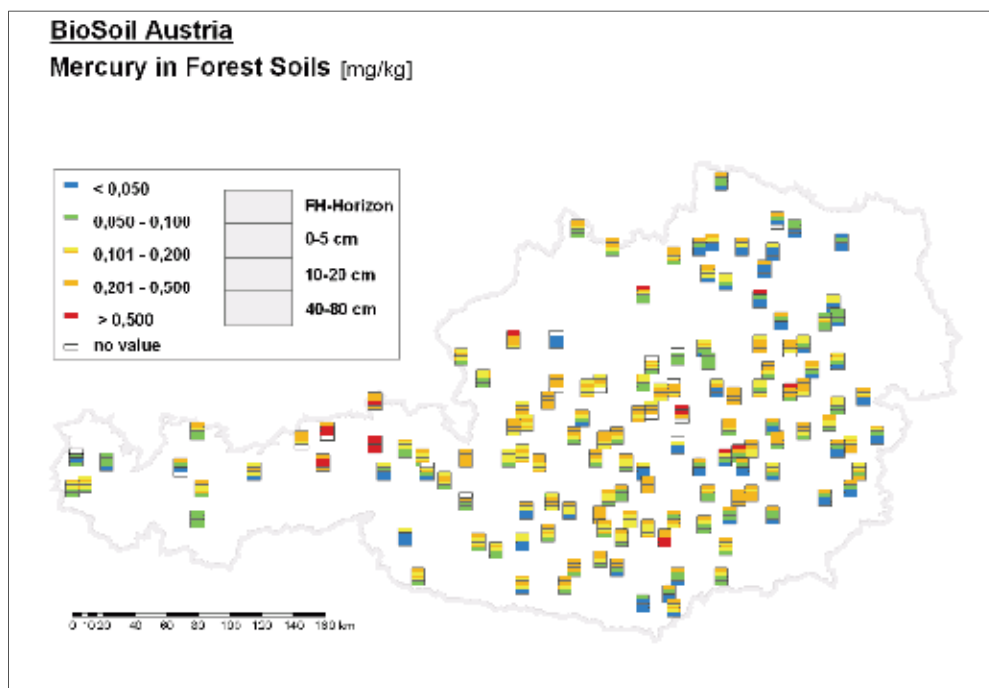 BioSoil Austria
Mercury in Forest Soils [mg/kg]
< 0,050
0,050 - 0,100
0,101 - 0,200
0,201 - 0,500
> 0,500
no value
FH-Horizon
0-5 cm
10-20 cm
40-80 cm
0 10 20 40 60 80 100 120 140 160 km